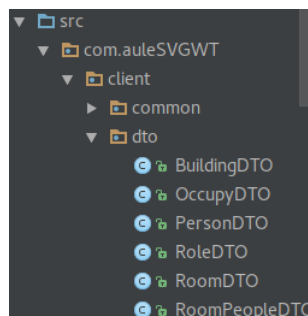 src
com.auleSVGWT
client
common
dto
BuildingDTO
OccupyDTO
PersonDTO
RoleDTO
RoomDTO
RoomPeopleDTO